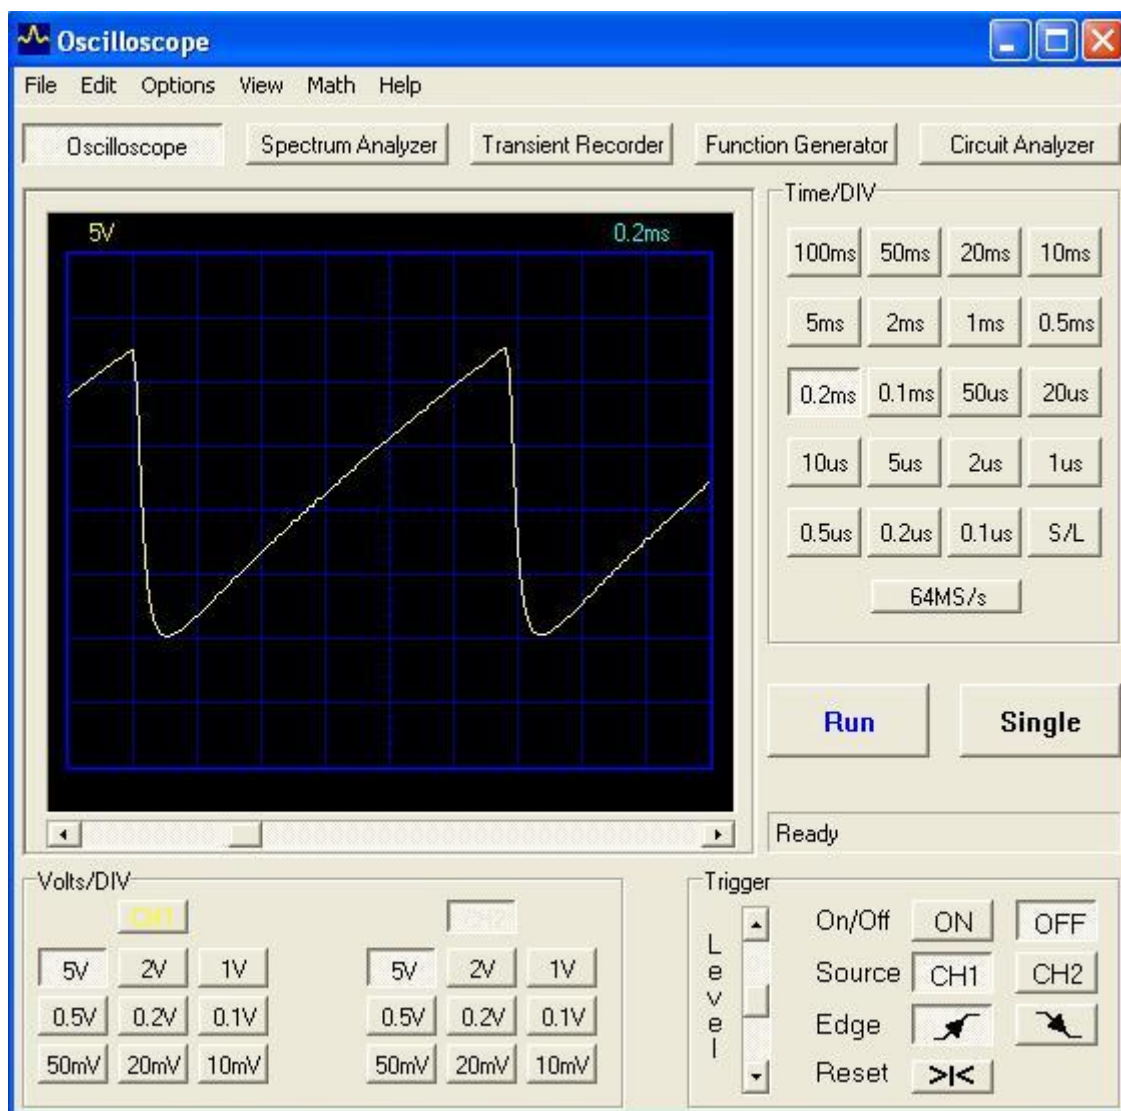 Oscilloscope
File Edit Options View Math Help
Oscilloscope Spectrum Analyzer Transient Recorder Function Generator Circuit Analyzer
5V 0.2ms
Time/DIV
100ms 50ms 20ms 10ms
5ms 2ms 1ms 0.5ms
0.2ms 0.1ms 50us 20us
10us 5us 2us 1us
0.5us 0.2us 0.1us S/L
64MS/s
Run Single
Ready
Volts/DIV
CH1 CH2
5V 2V 1V 5V 2V 1V
0.5V 0.2V 0.1V 0.5V 0.2V 0.1V
50mV 20mV 10mV 50mV 20mV 10mV
Trigger
Level
On/Off ON OFF
Source CH1 CH2
Edge
Reset >|<